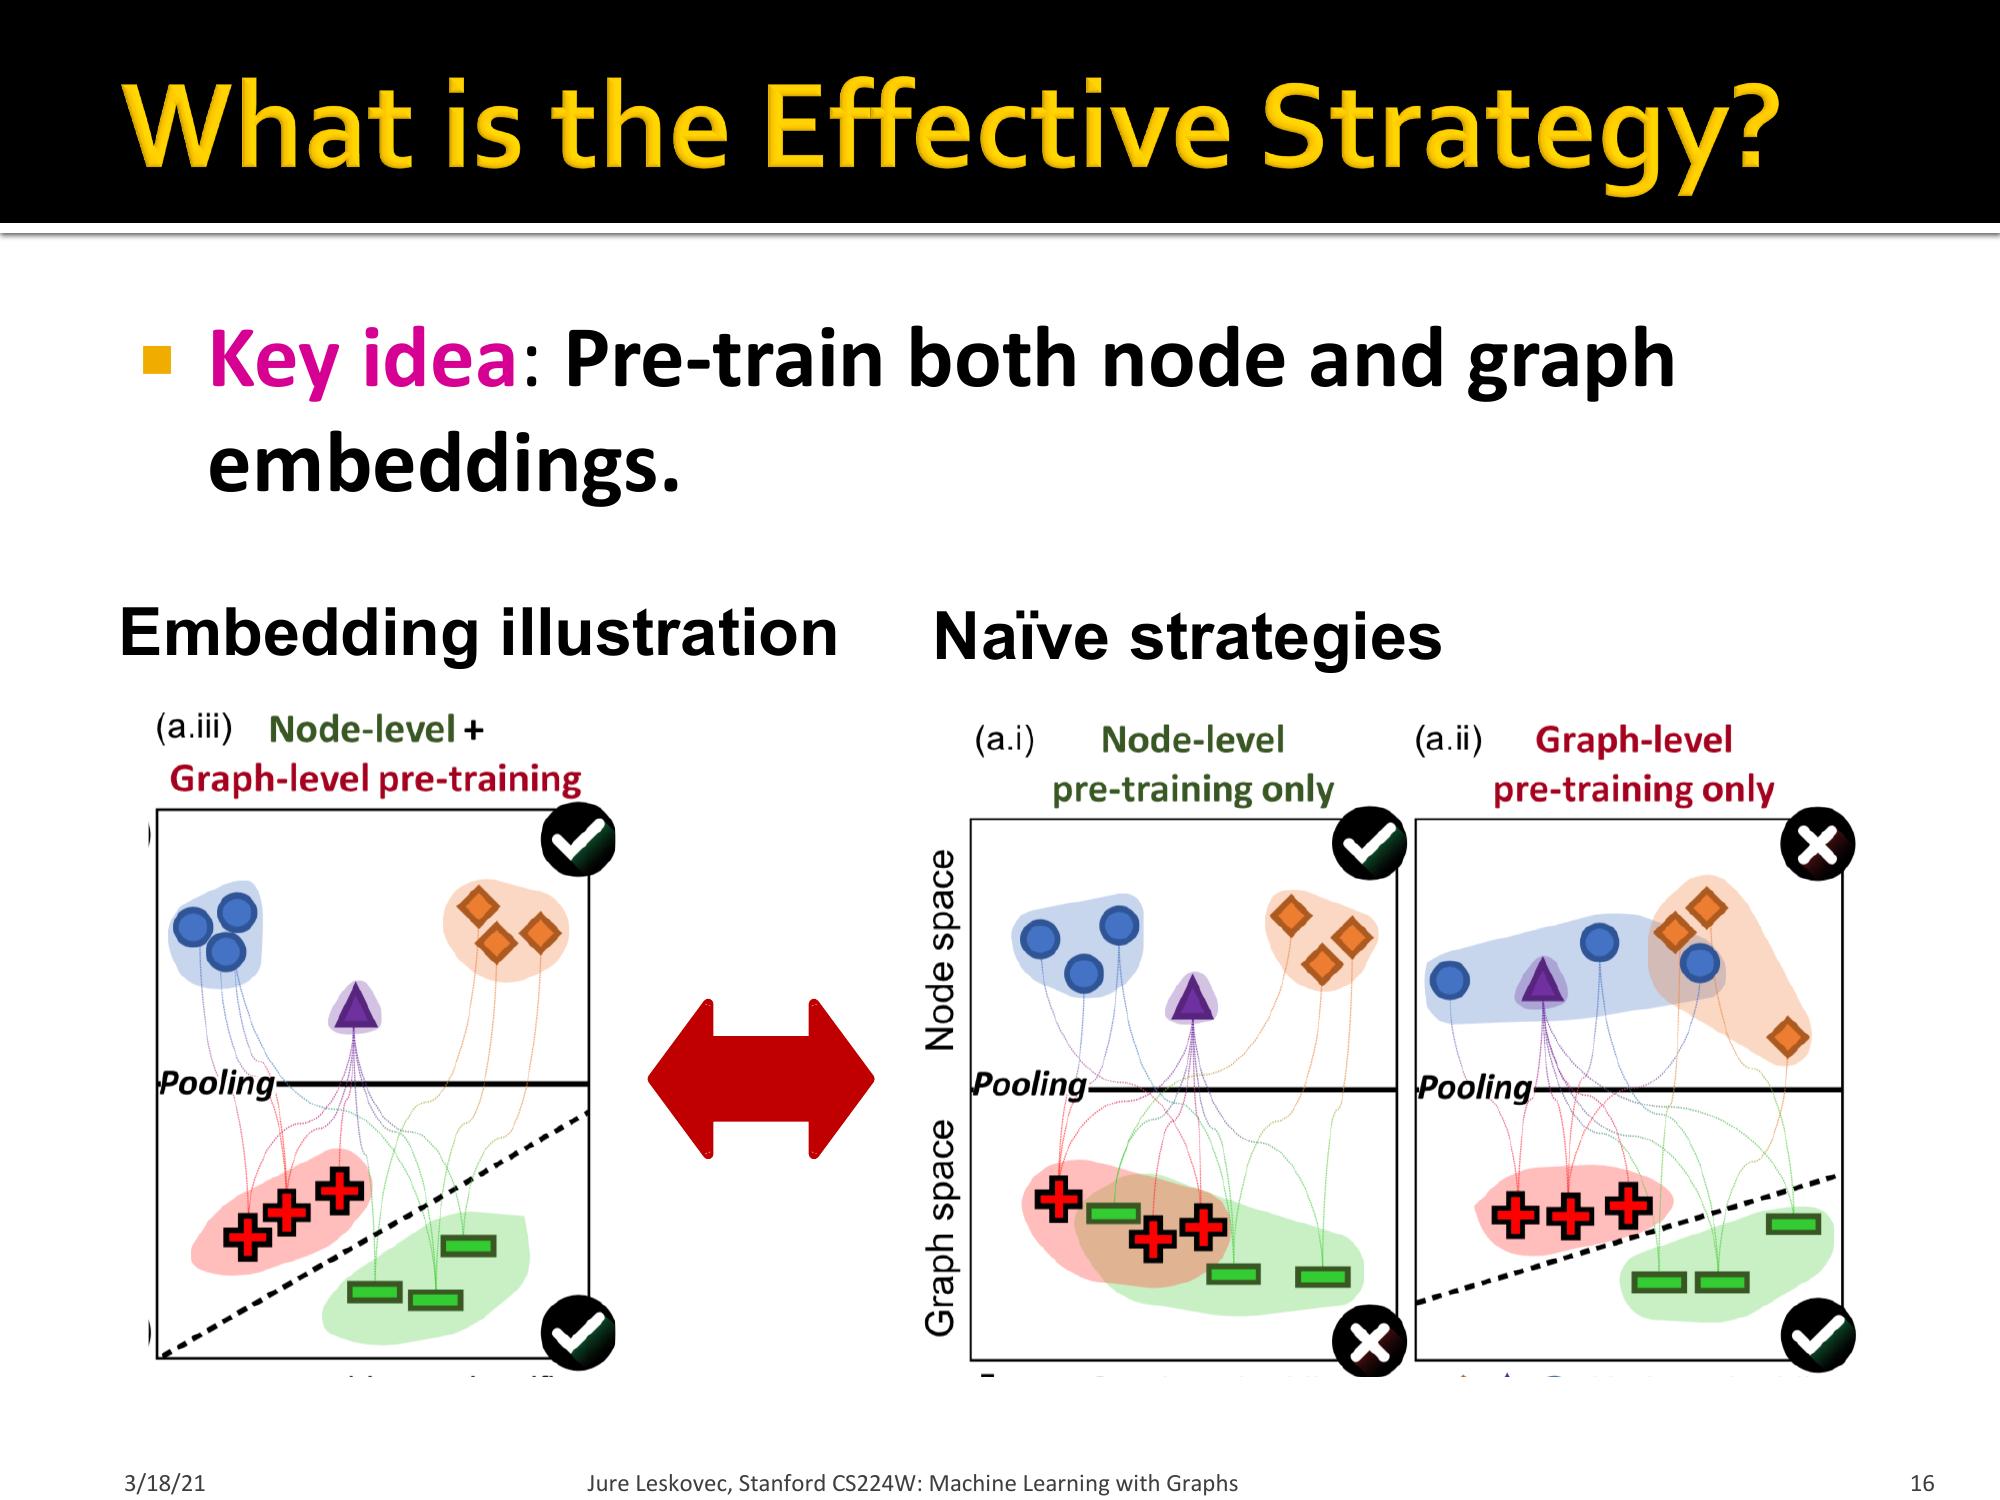 What is the Effective Strategy?
Key idea: Pre-train both node and graph
embeddings.
Embedding illustration
(a.iii) Node-level +
Graph-level pre-training
Pooling
Naïve strategies
(a.i) Node-level
pre-training only
(a.ii) Graph-level
pre-training only
Node space
Pooling
Pooling
Graph space
3/18/21
Jure Leskovec, Stanford CS224W: Machine Learning with Graphs
16